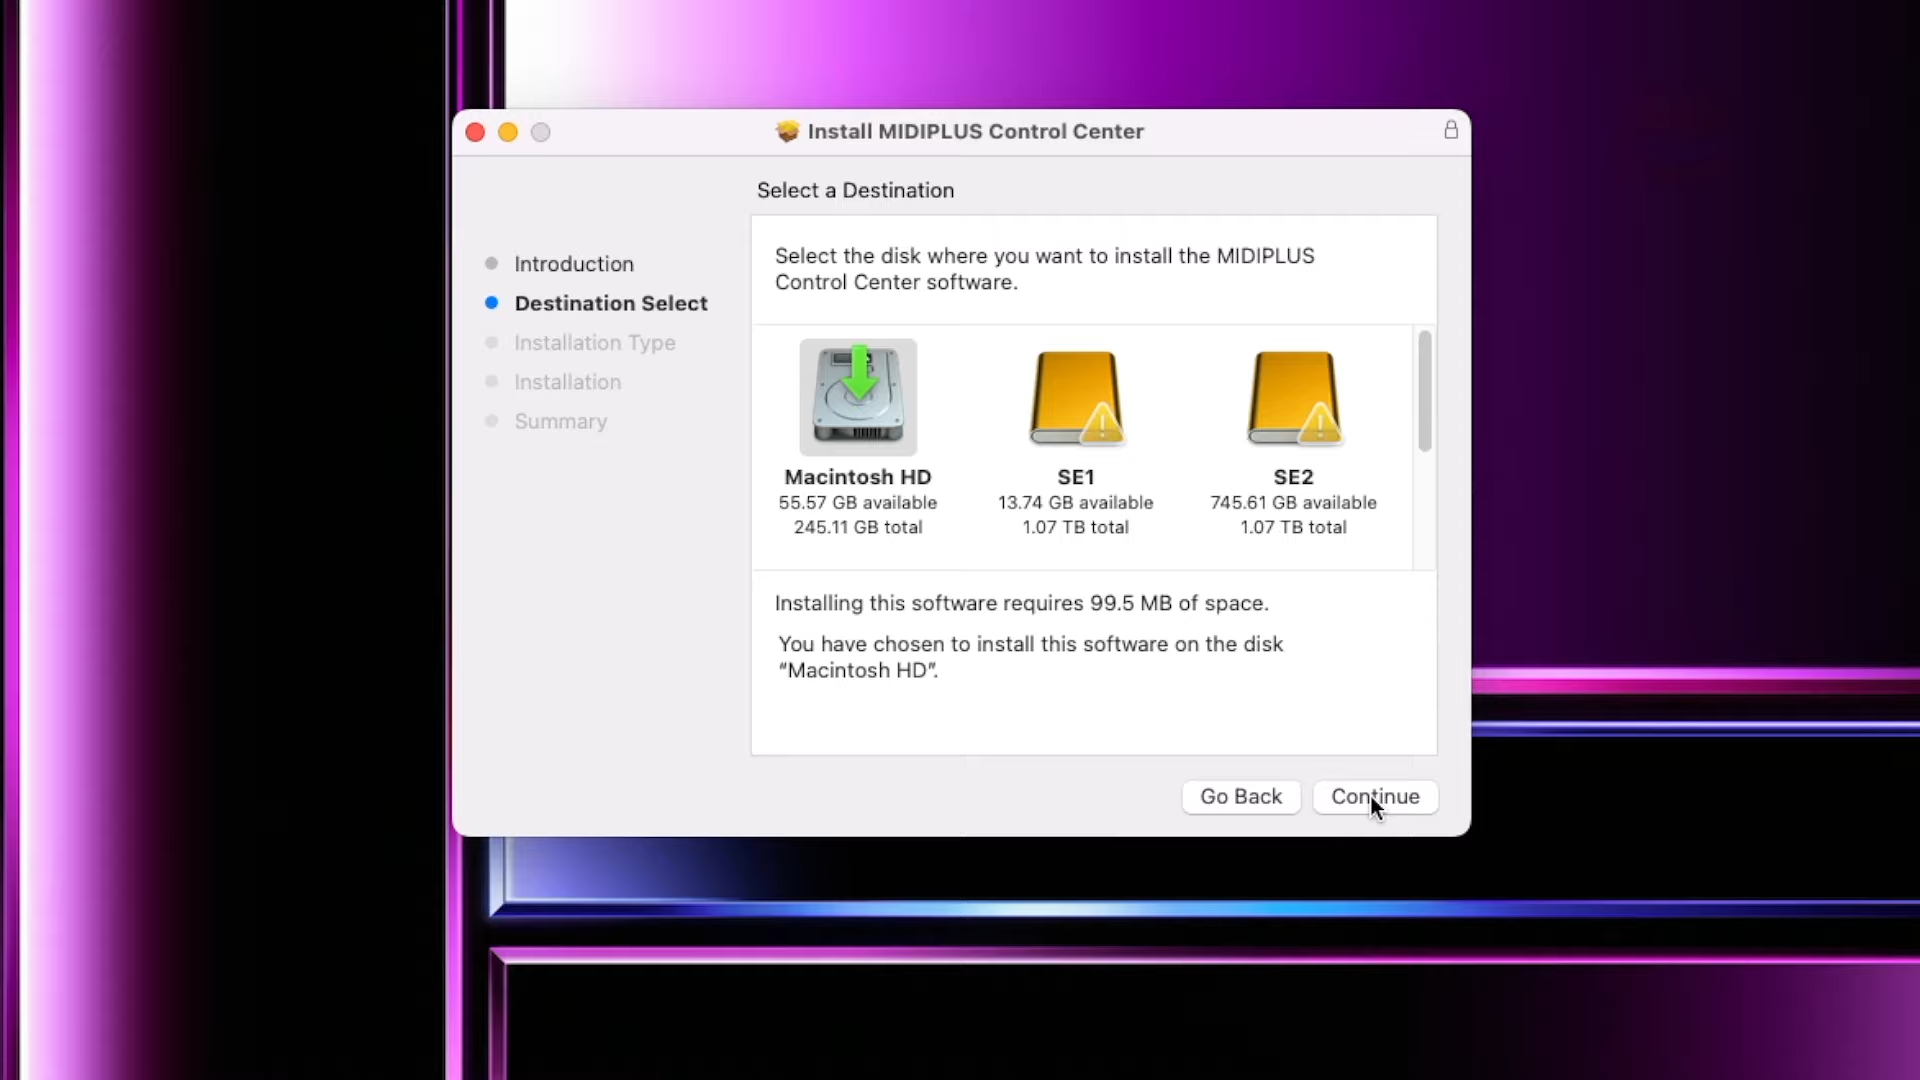 Install MIDIPLUS Control Center
Select a Destination
Introduction
Destination Select
Installation Type
Installation
Summary
Select the disk where you want to install the MIDIPLUS
Control Center software.
Macintosh HD
55.57 GB available
245.11 GB total
SE1
13.74 GB available
1.07 TB total
SE2
745.61 GB available
1.07 TB total
Installing this software requires 99.5 MB of space.
You have chosen to install this software on the disk
“Macintosh HD”.
Go Back
Continue